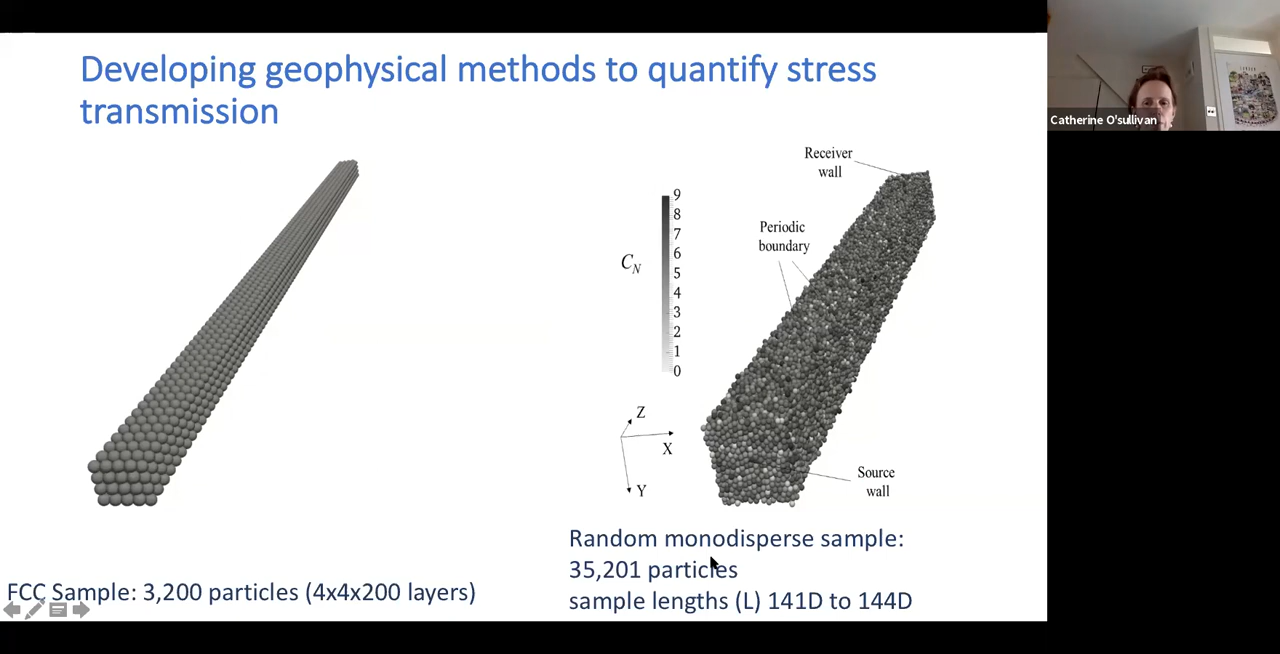 Developing geophysical methods to quantify stress
transmission
Catherine O'sullivan
Receiver
wall
Periodic
boundary
C_N
9
8
7
6
5
4
3
2
1
0
Z
X
Y
Source
wall
Random monodisperse sample:
35,201 particles
sample lengths (L) 141D to 144D
FCC Sample: 3,200 particles (4x4x200 layers)